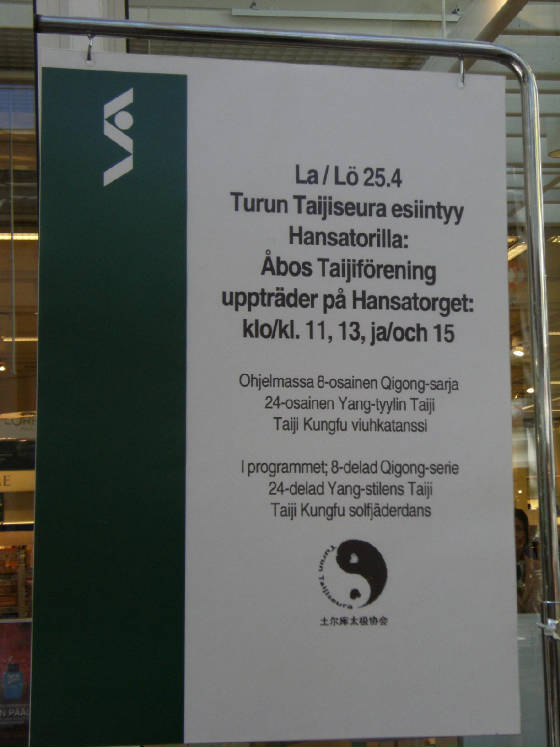 La / Lö 25.4
Turun Taijiseura esiintyy
Hansatorilla:
Åbos Taijiförening
uppträder på Hansatorget:
klo/kl. 11, 13, ja/och 15
Ohjelmassa 8-osainen Qigong-sarja
24-osainen Yang-tyylin Taiji
Taiji Kungfu viuhkatanssi
I programmet; 8-delad Qigong-serie
24-delad Yang-stilens Taiji
Taiji Kungfu solfjäderdans
Turun Taijiseura
土尔库太极协会